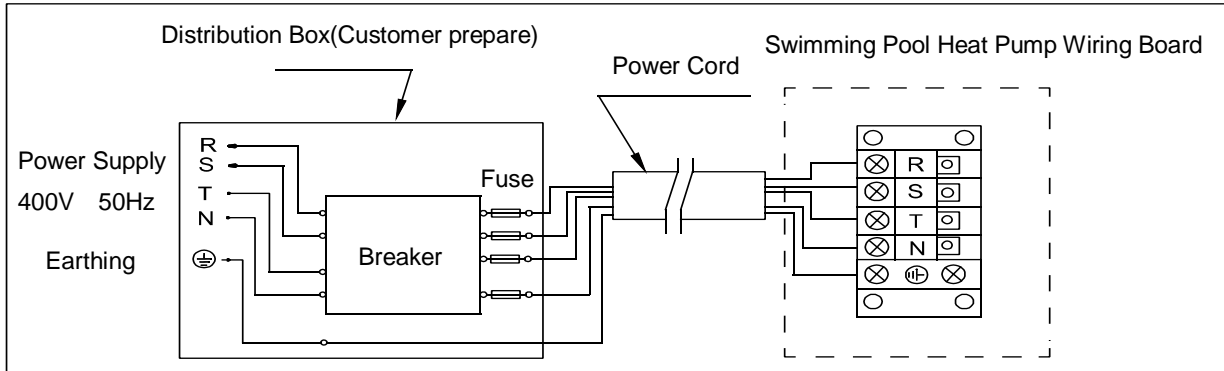 Distribution Box(Customer prepare)
Swimming Pool Heat Pump Wiring Board
Power Cord
Power Supply
400V 50Hz
Earthing
R
S
T
N
Fuse
Breaker
R
S
T
N